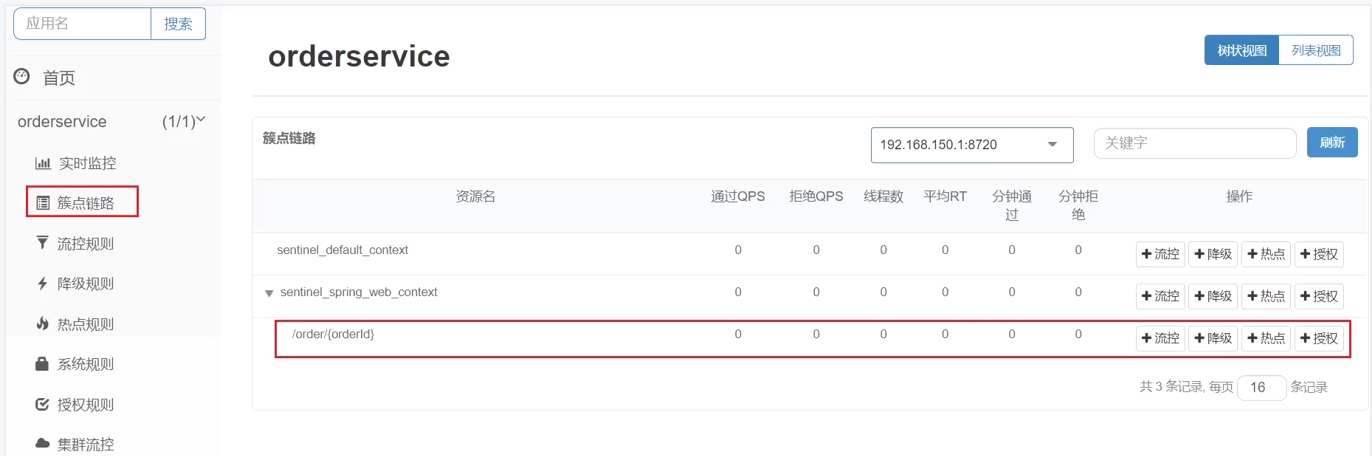 应用名 搜索
首页
orderservice (1/1)
实时监控
簇点链路
流控规则
降级规则
热点规则
系统规则
授权规则
集群流控
orderservice
树状视图 列表视图
簇点链路 192.168.150.1:8720 关键字 刷新
资源名 通过QPS 拒绝QPS 线程数 平均RT 分钟通过 分钟拒绝 操作
sentinel_default_context 0 0 0 0 0 0 流控 降级 热点 授权
sentinel_spring_web_context 0 0 0 0 0 0 流控 降级 热点 授权
/order/{orderId} 0 0 0 0 0 0 流控 降级 热点 授权
共 3 条记录, 每页 16 条记录